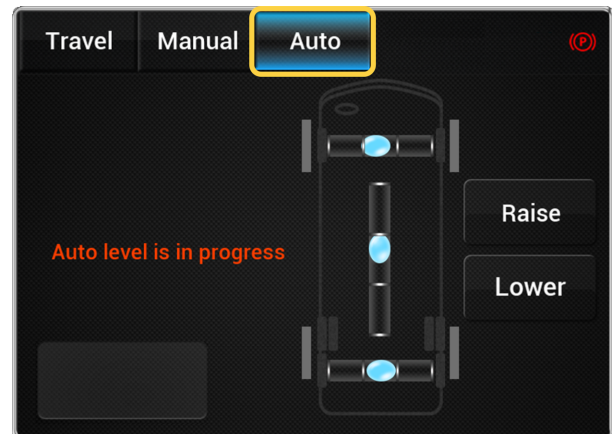 Travel
Manual
Auto
(P)
Auto level is in progress
Raise
Lower